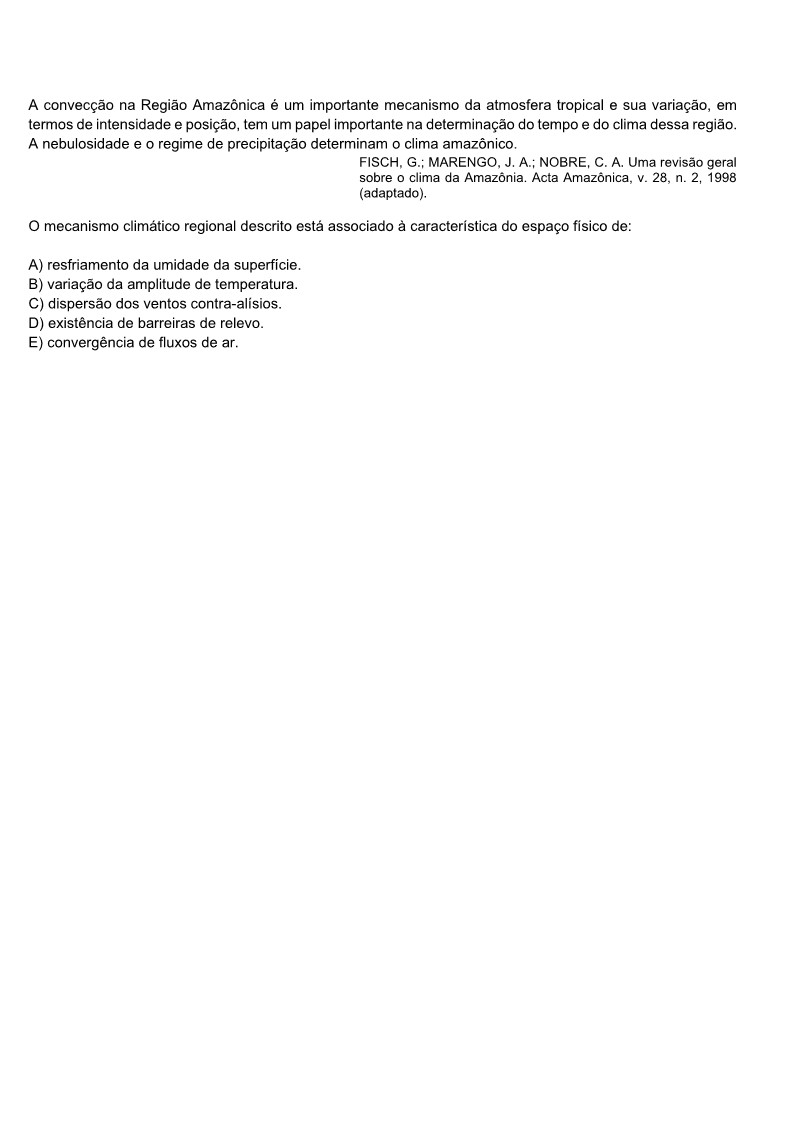 A convecção na Região Amazônica é um importante mecanismo da atmosfera tropical e sua variação, em
termos de intensidade e posição, tem um papel importante na determinação do tempo e do clima dessa região.
A nebulosidade e o regime de precipitação determinam o clima amazônico.
FISCH, G.; MARENGO, J. A.; NOBRE, C. A. Uma revisão geral
sobre o clima da Amazônia. Acta Amazônica, v. 28, n. 2, 1998
(adaptado).
O mecanismo climático regional descrito está associado à característica do espaço físico de:
A) resfriamento da umidade da superfície.
B) variação da amplitude de temperatura.
C) dispersão dos ventos contra-alísios.
D) existência de barreiras de relevo.
E) convergência de fluxos de ar.